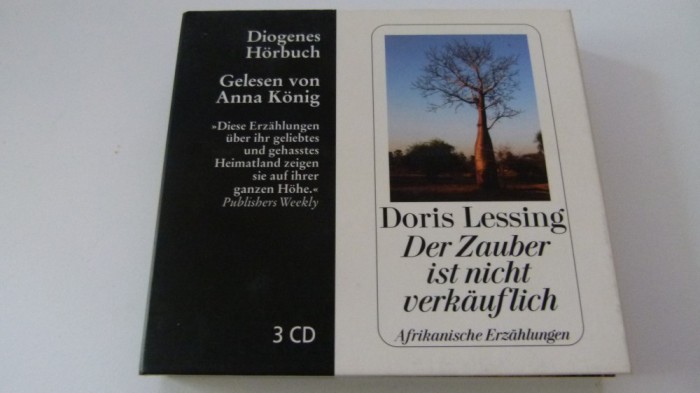 Diogenes
Hörbuch
Gelesen von
Anna König
»Diese Erzählungen
über ihr geliebtes
und gehasstes
Heimatland zeigen
sie auf ihrer
ganzen Höhe.«
Publishers Weekly
3 CD
Doris Lessing
Der Zauber
ist nicht
verkäuflich
Afrikanische Erzählungen